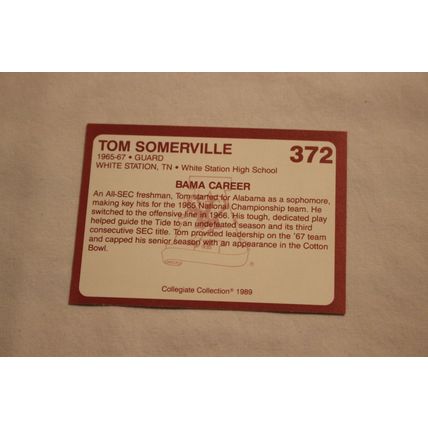 TOM SOMERVILLE
372
1965-67 • GUARD
WHITE STATION, TN • White Station High School
BAMA CAREER
An All-SEC freshman, Tom started for Alabama as a sophomore,
making key hits for the 1965 National Championship team. He
switched to the offensive line in 1966. His tough, dedicated play
helped guide the Tide to an undefeated season and its third
consecutive SEC title. Tom provided leadership on the '67 team
and capped his senior season with an appearance in the Cotton
Bowl.
®
Collegiate Collection® 1989